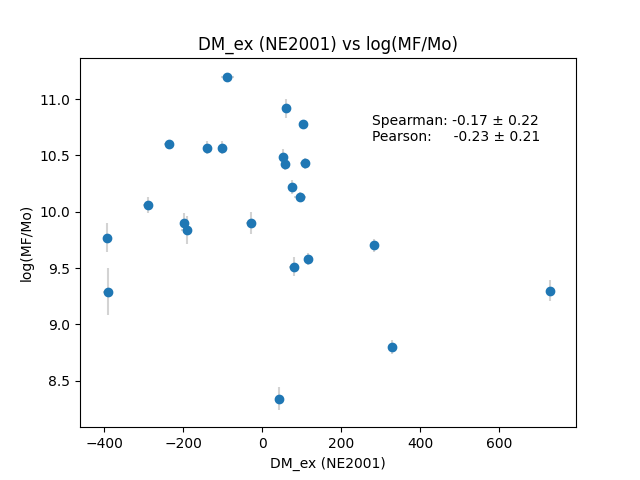 DM_ex (NE2001) vs log(MF/Mo)
11.0
10.5
10.0
9.5
9.0
8.5
log(MF/Mo)
Spearman: -0.17 ± 0.22
Pearson: -0.23 ± 0.21
−400
−200
0
200
400
600
DM_ex (NE2001)